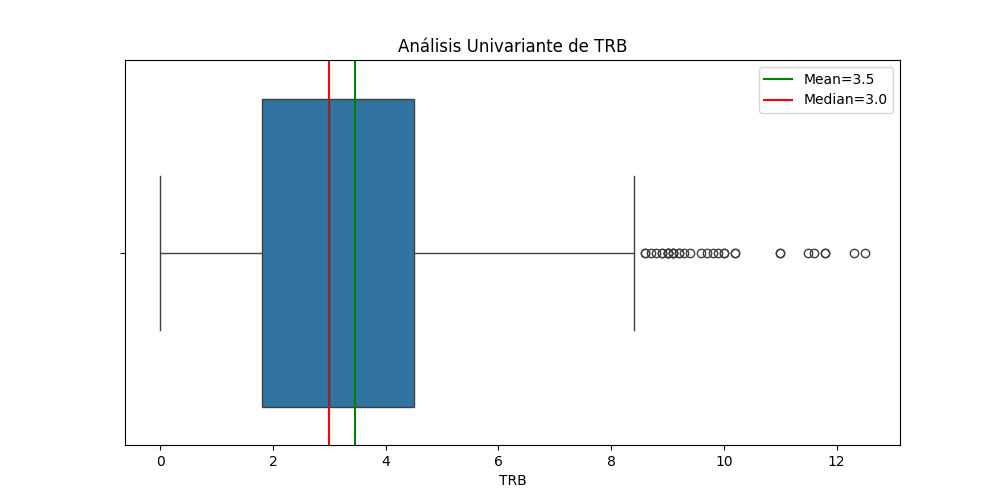 Análisis Univariante de TRB
Mean=3.5
Median=3.0
0 2 4 6 8 10 12
TRB